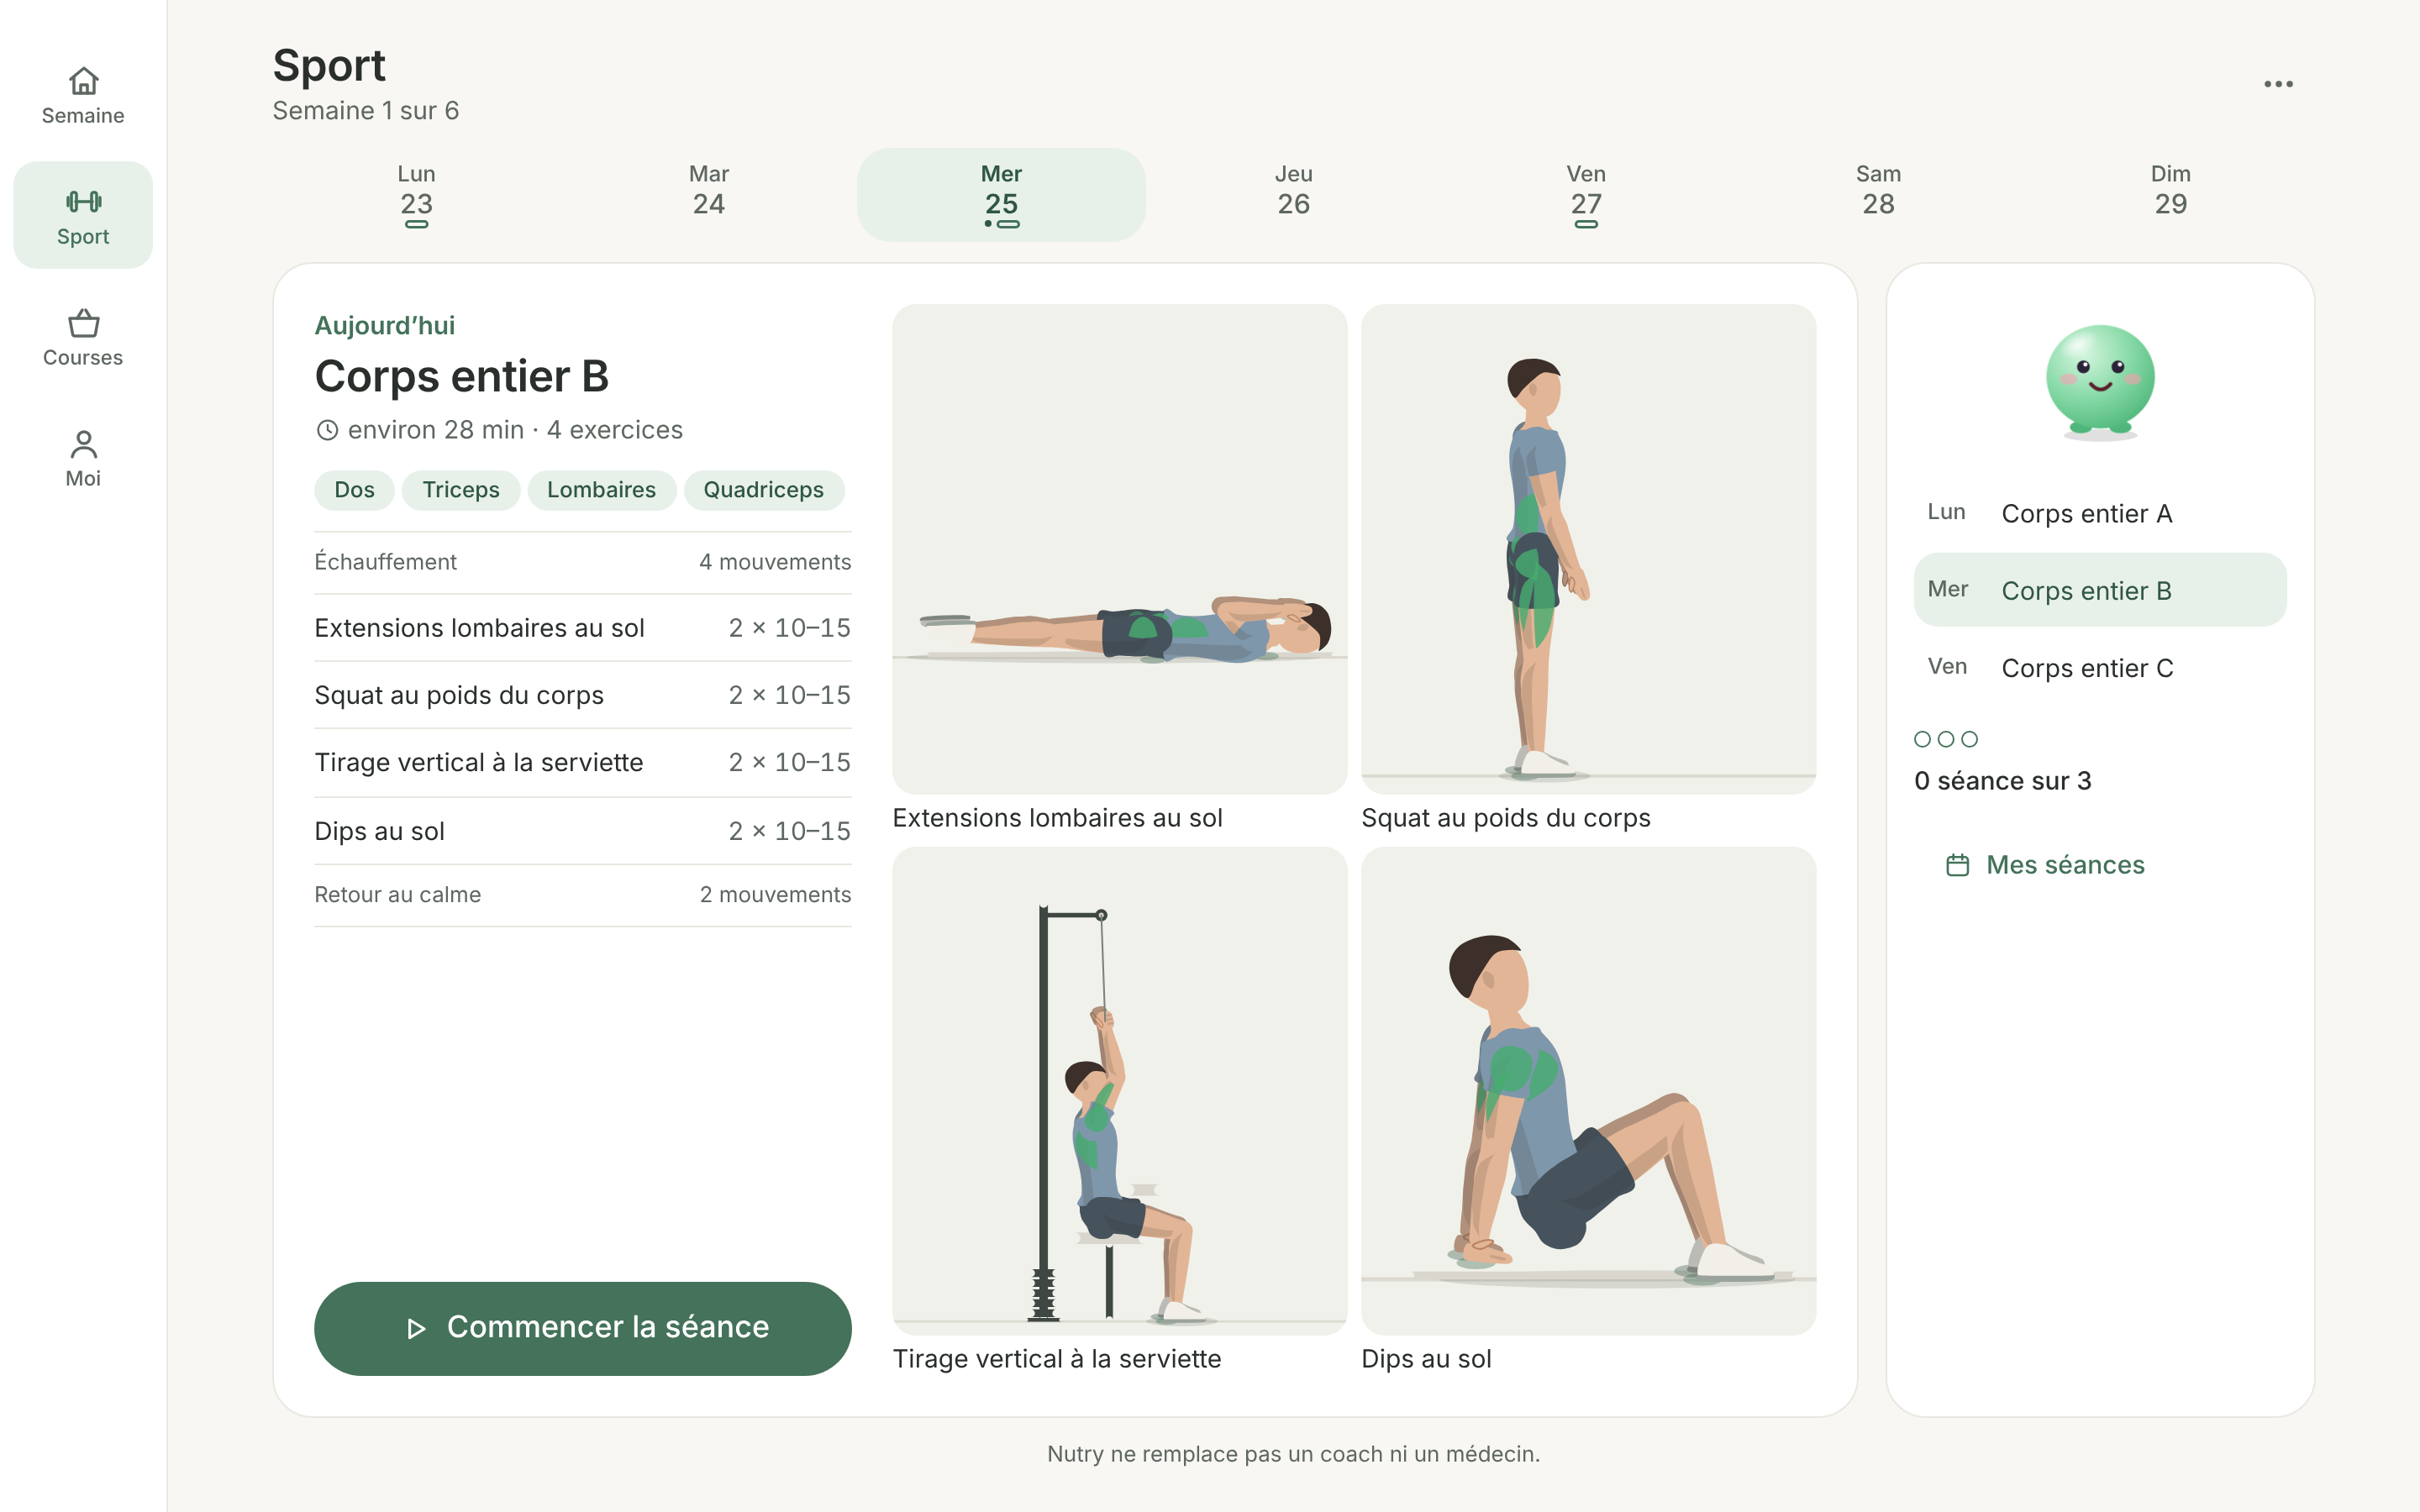 Semaine
Sport
Courses
Moi
Sport
Semaine 1 sur 6
Lun
23
Mar
24
Mer
25
Jeu
26
Ven
27
Sam
28
Dim
29
Aujourd’hui
Corps entier B
environ 28 min · 4 exercices
Dos
Triceps
Lombaires
Quadriceps
Échauffement 4 mouvements
Extensions lombaires au sol 2 × 10–15
Squat au poids du corps 2 × 10–15
Tirage vertical à la serviette 2 × 10–15
Dips au sol 2 × 10–15
Retour au calme 2 mouvements
Commencer la séance
Extensions lombaires au sol
Squat au poids du corps
Tirage vertical à la serviette
Dips au sol
Lun Corps entier A
Mer Corps entier B
Ven Corps entier C
0 séance sur 3
Mes séances
Nutry ne remplace pas un coach ni un médecin.